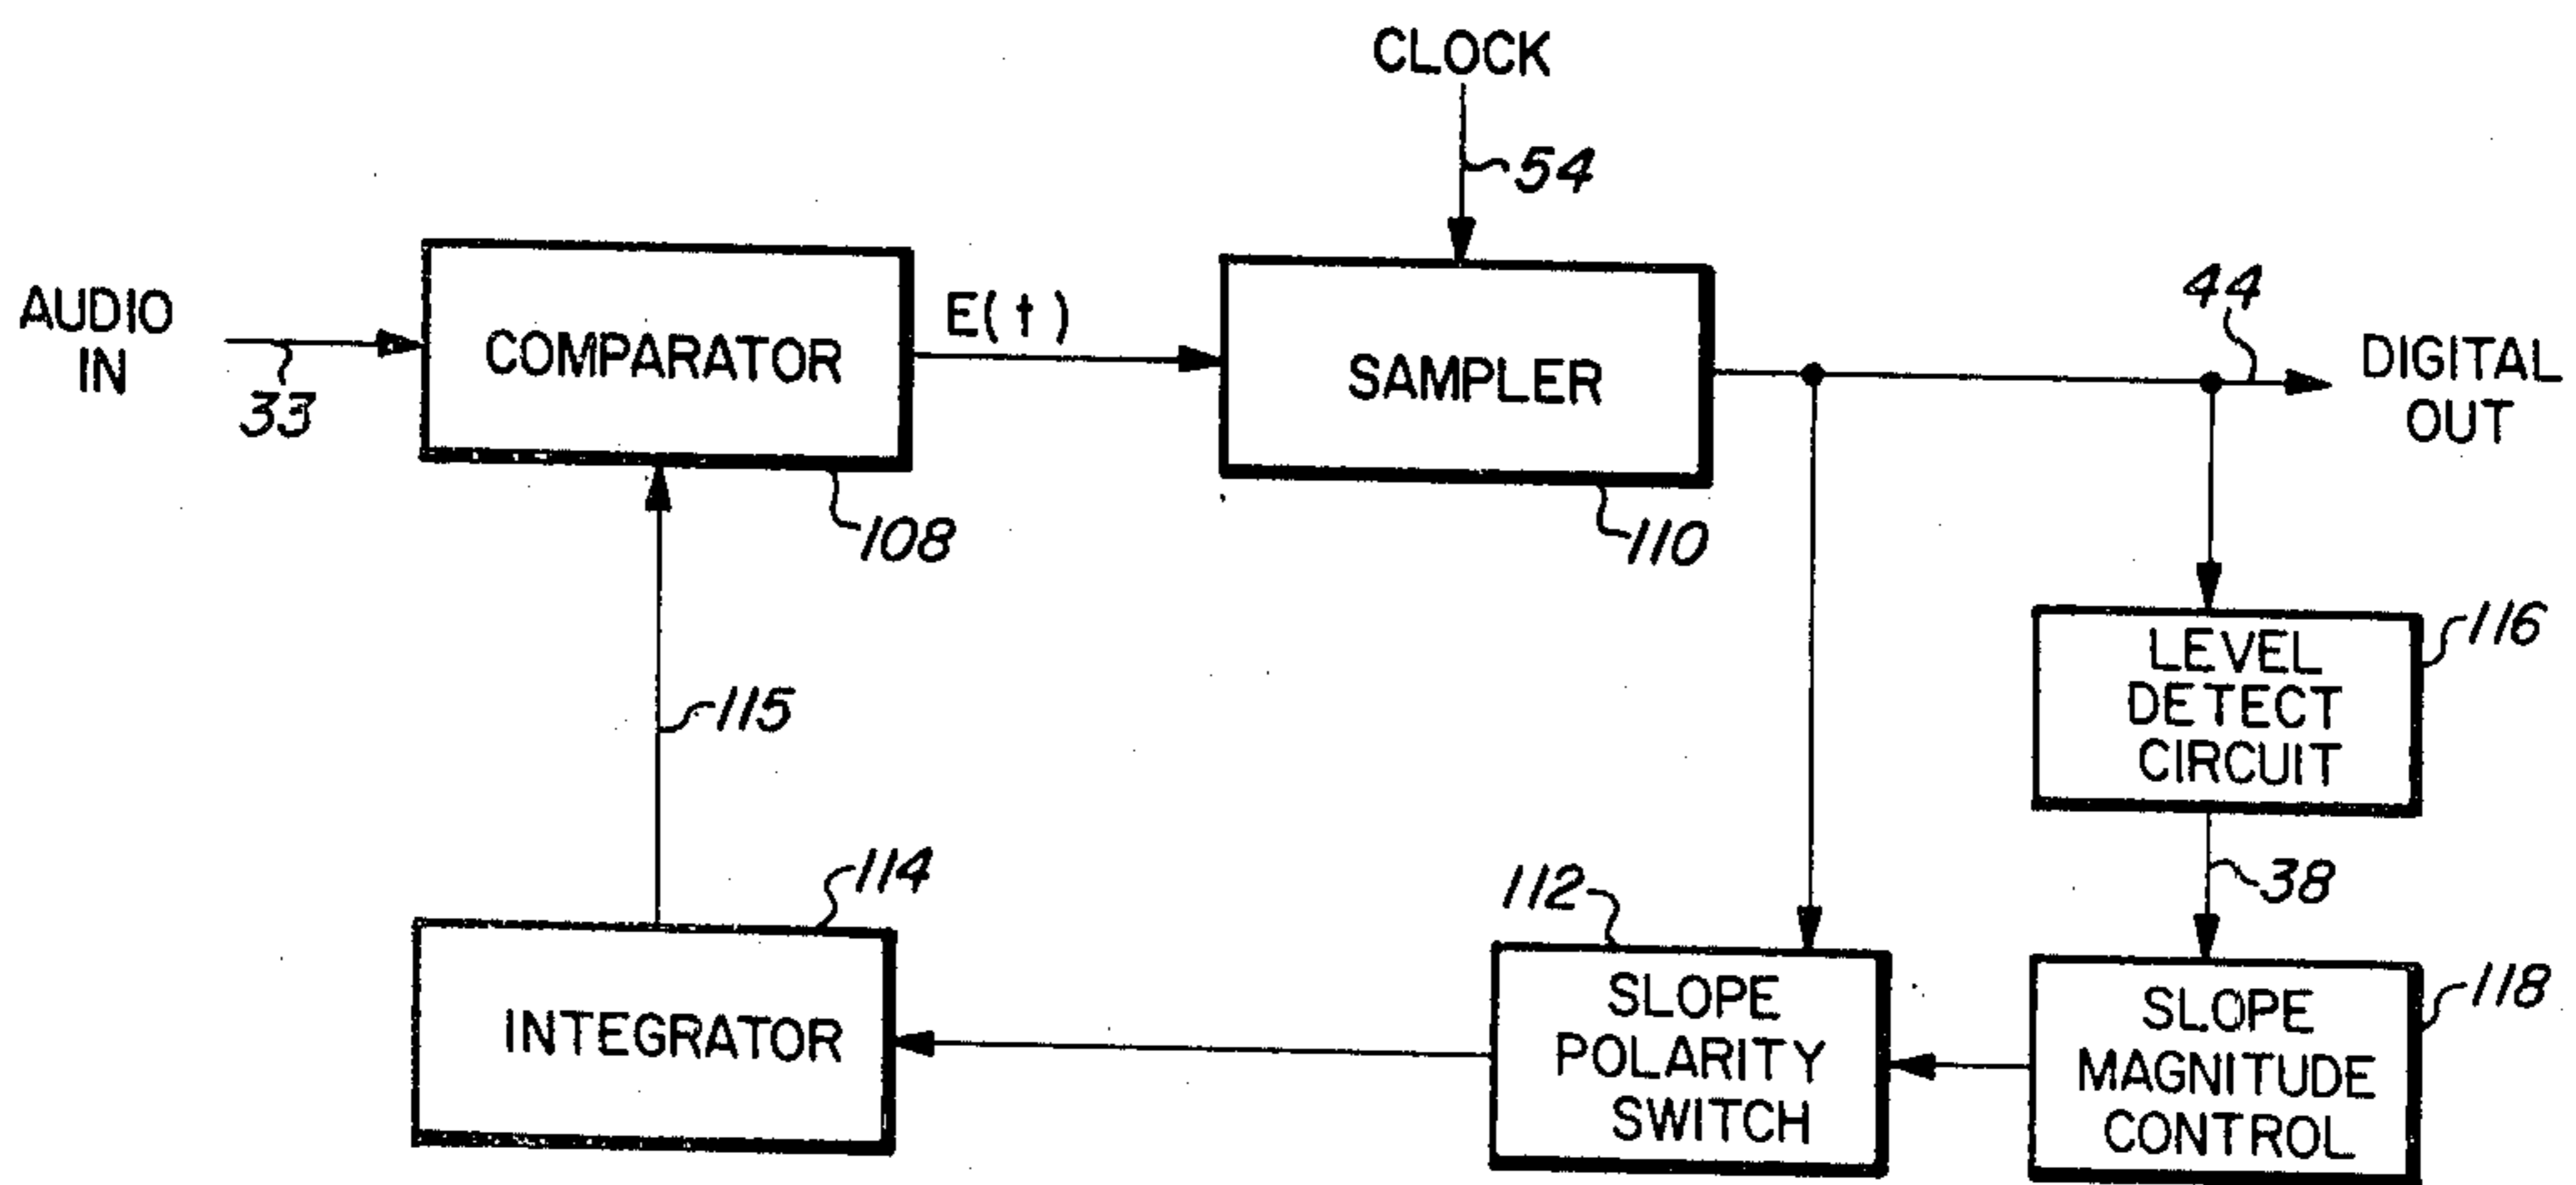 CLOCK
54
AUDIO
IN
33
COMPARATOR
108
E(t)
SAMPLER
110
44
DIGITAL
OUT
LEVEL
DETECT
CIRCUIT
116
38
115
INTEGRATOR
114
SLOPE
POLARITY
SWITCH
112
SLOPE
MAGNITUDE
CONTROL
118